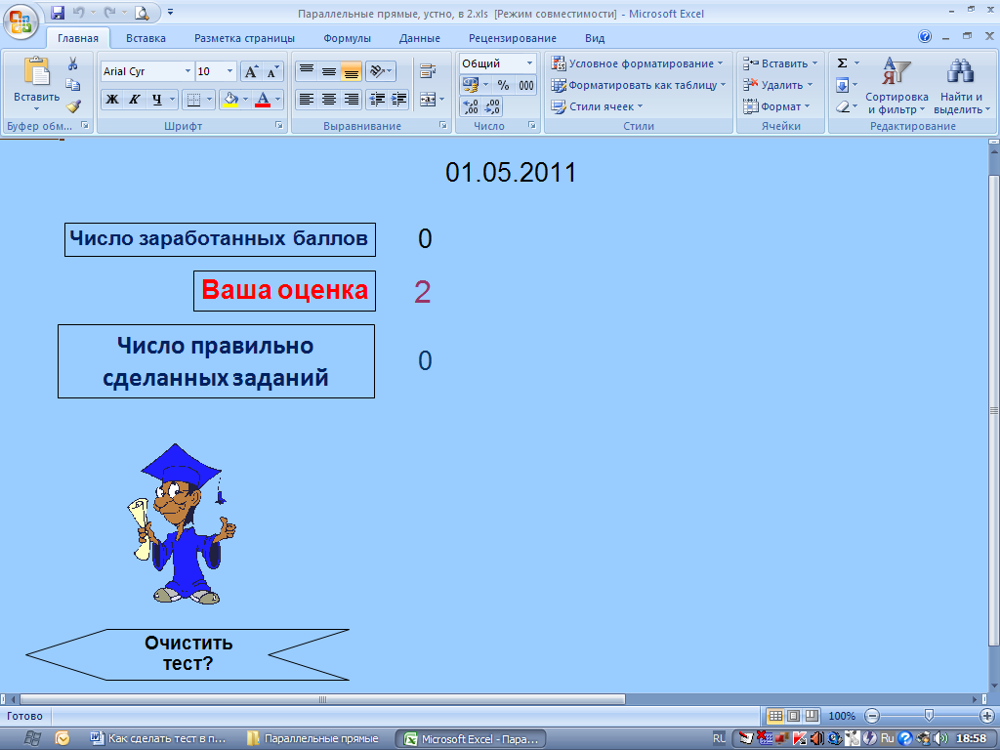 Параллельные прямые, устно, в 2.xls [Режим совместимости] - Microsoft Excel
Главная Вставка Разметка страницы Формулы Данные Рецензирование Вид
Вставить
Буфер обм...
Arial Cyr 10
Ж К Ч
Шрифт
Выравнивание
Общий
% 000
Число
Условное форматирование
Форматировать как таблицу
Стили ячеек
Стили
Вставить
Удалить
Формат
Ячейки
Σ
Сортировка и фильтр
Найти и выделить
Редактирование
01.05.2011
Число заработанных баллов 0
Ваша оценка 2
Число правильно
сделанных заданий 0
Очистить
тест?
Готово 100%
Как сделать тест в п... Параллельные прямые Microsoft Excel - Пара... RU Ru 18:58